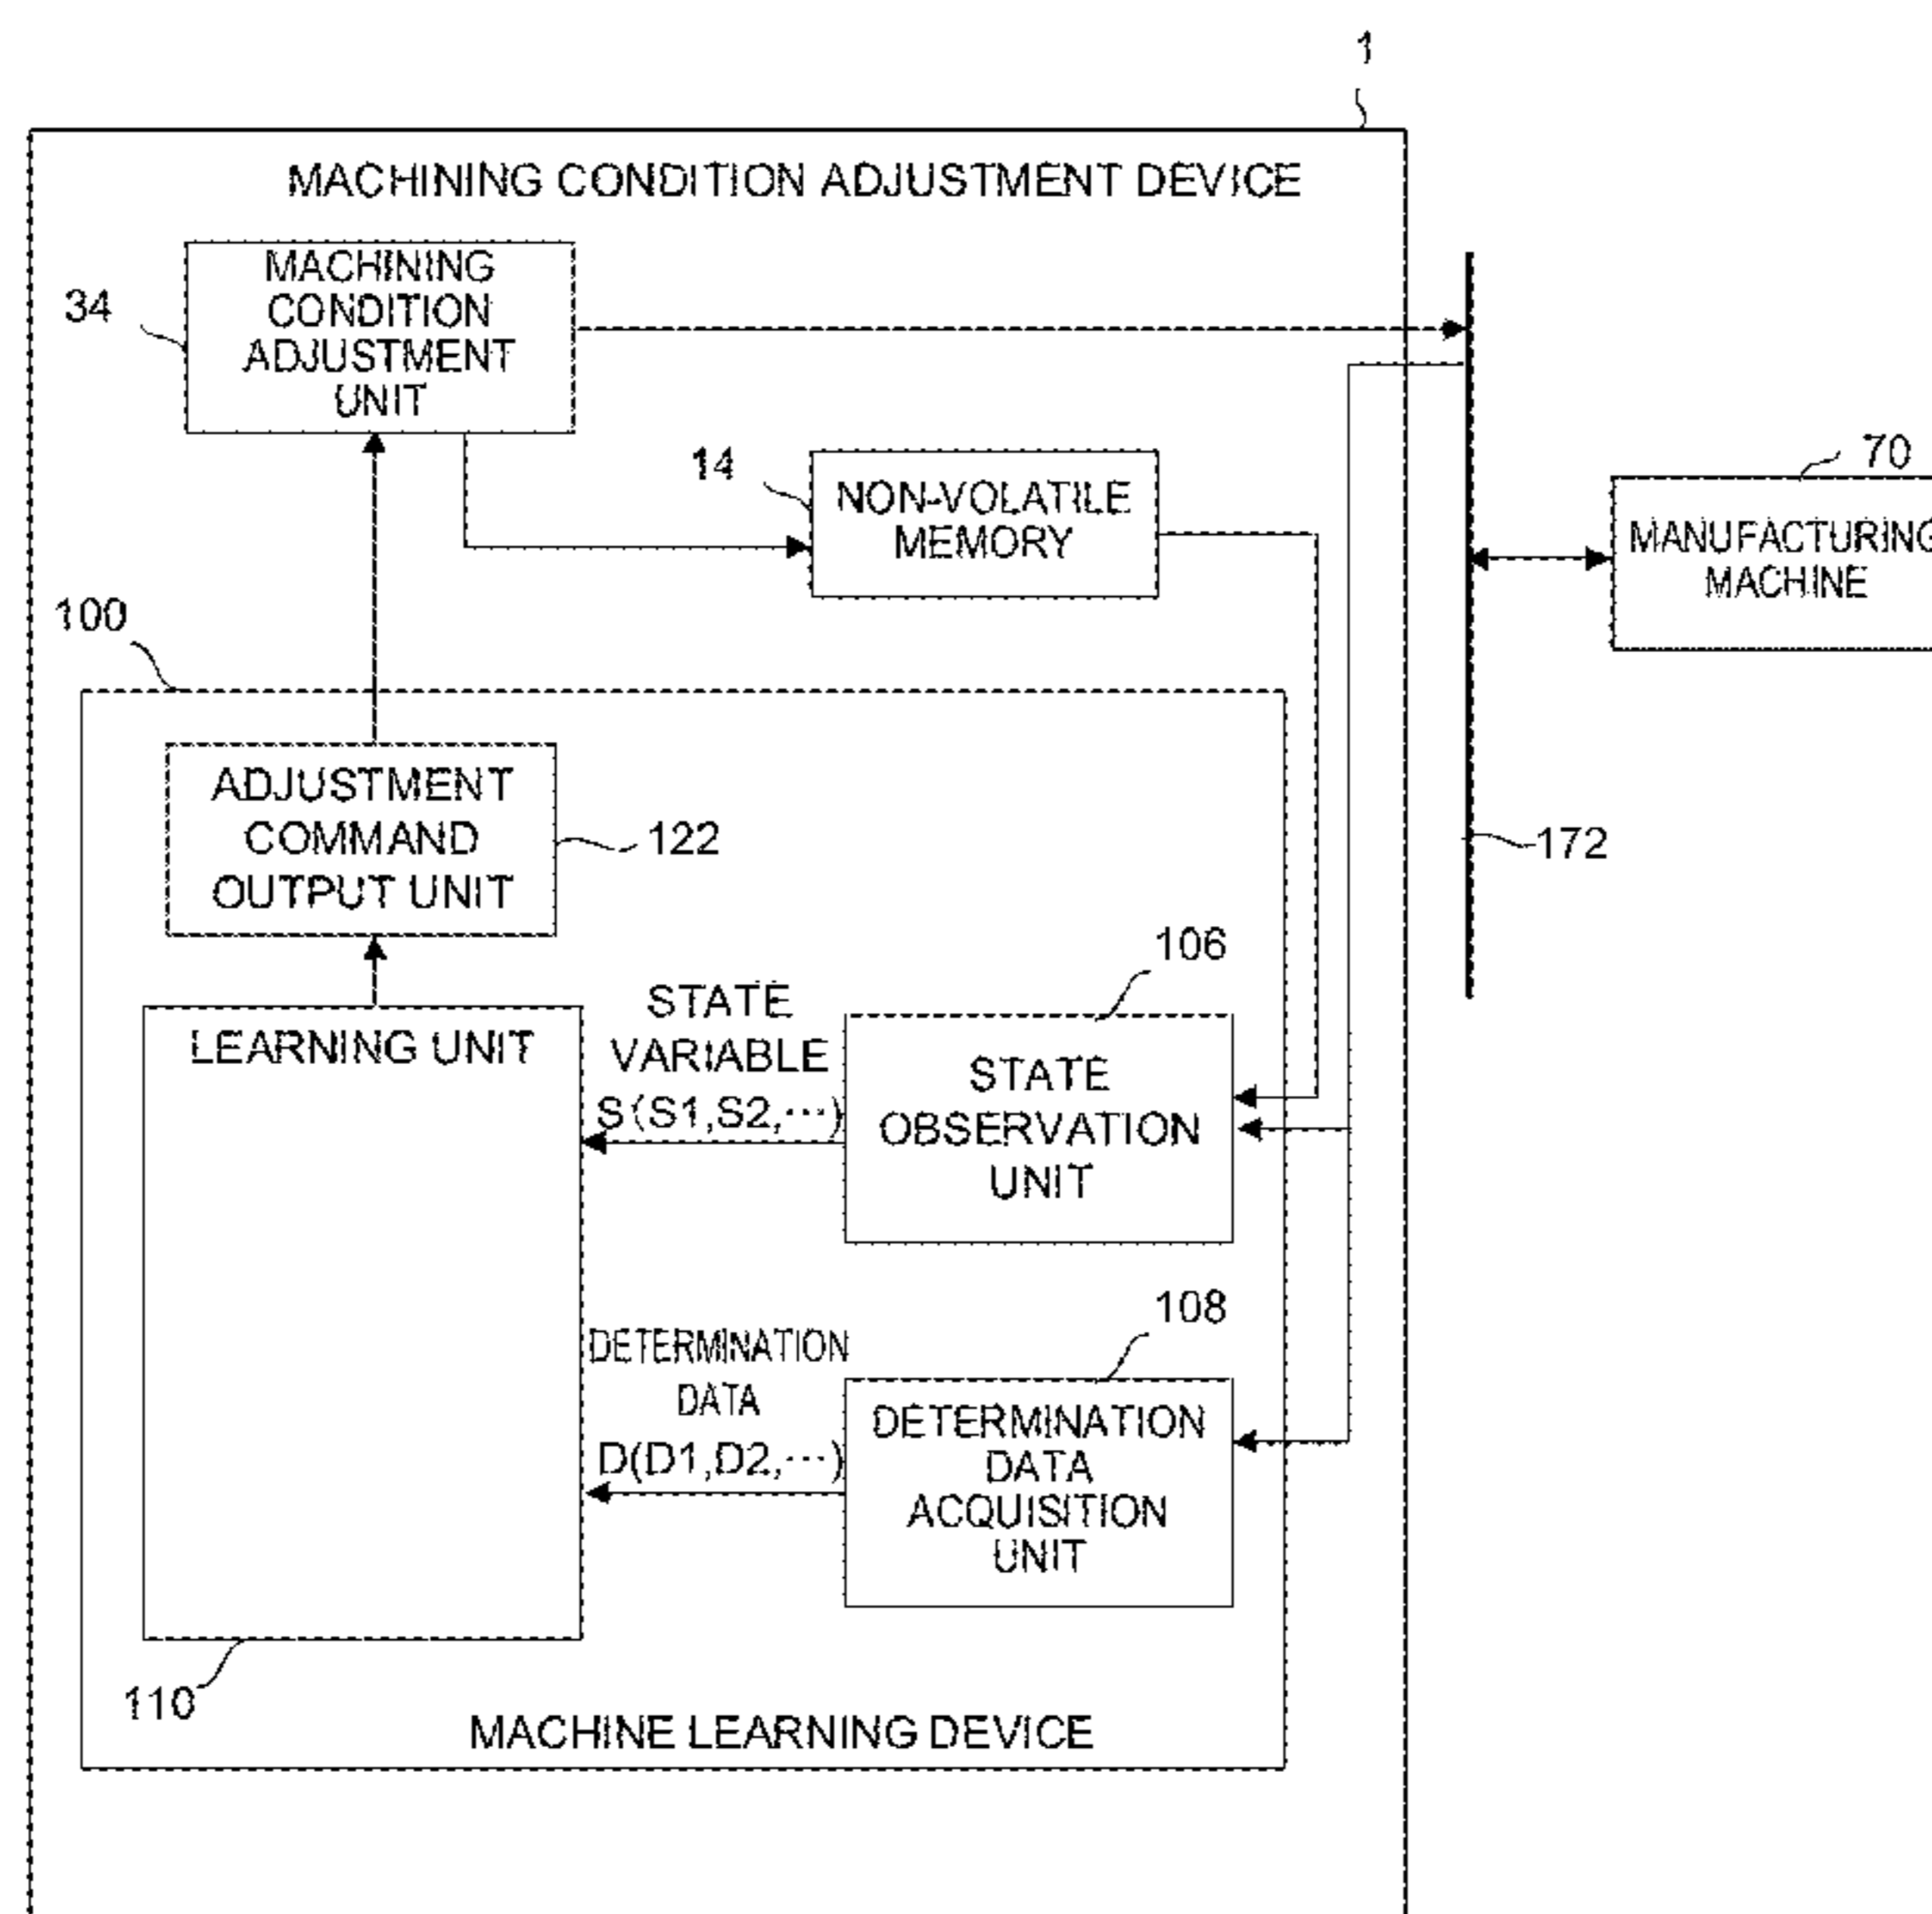 1
MACHINING CONDITION ADJUSTMENT DEVICE
34
MACHINING
CONDITION
ADJUSTMENT
UNIT
14
NON-VOLATILE
MEMORY
70
MANUFACTURING
MACHINE
100
ADJUSTMENT
COMMAND
OUTPUT UNIT
122
172
106
LEARNING UNIT
STATE
VARIABLE
S(S1,S2,⋯)
STATE
OBSERVATION
UNIT
108
DETERMINATION
DATA
D(D1,D2,⋯)
DETERMINATION
DATA
ACQUISITION
UNIT
110
MACHINE LEARNING DEVICE